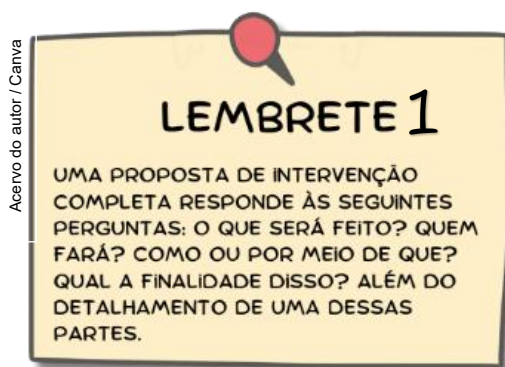 Acervo do autor / Canva
LEMBRETE 1
UMA PROPOSTA DE INTERVENÇÃO
COMPLETA RESPONDE ÀS SEGUINTES
PERGUNTAS: O QUE SERÁ FEITO? QUEM
FARÁ? COMO OU POR MEIO DE QUE?
QUAL A FINALIDADE DISSO? ALÉM DO
DETALHAMENTO DE UMA DESSAS
PARTES.